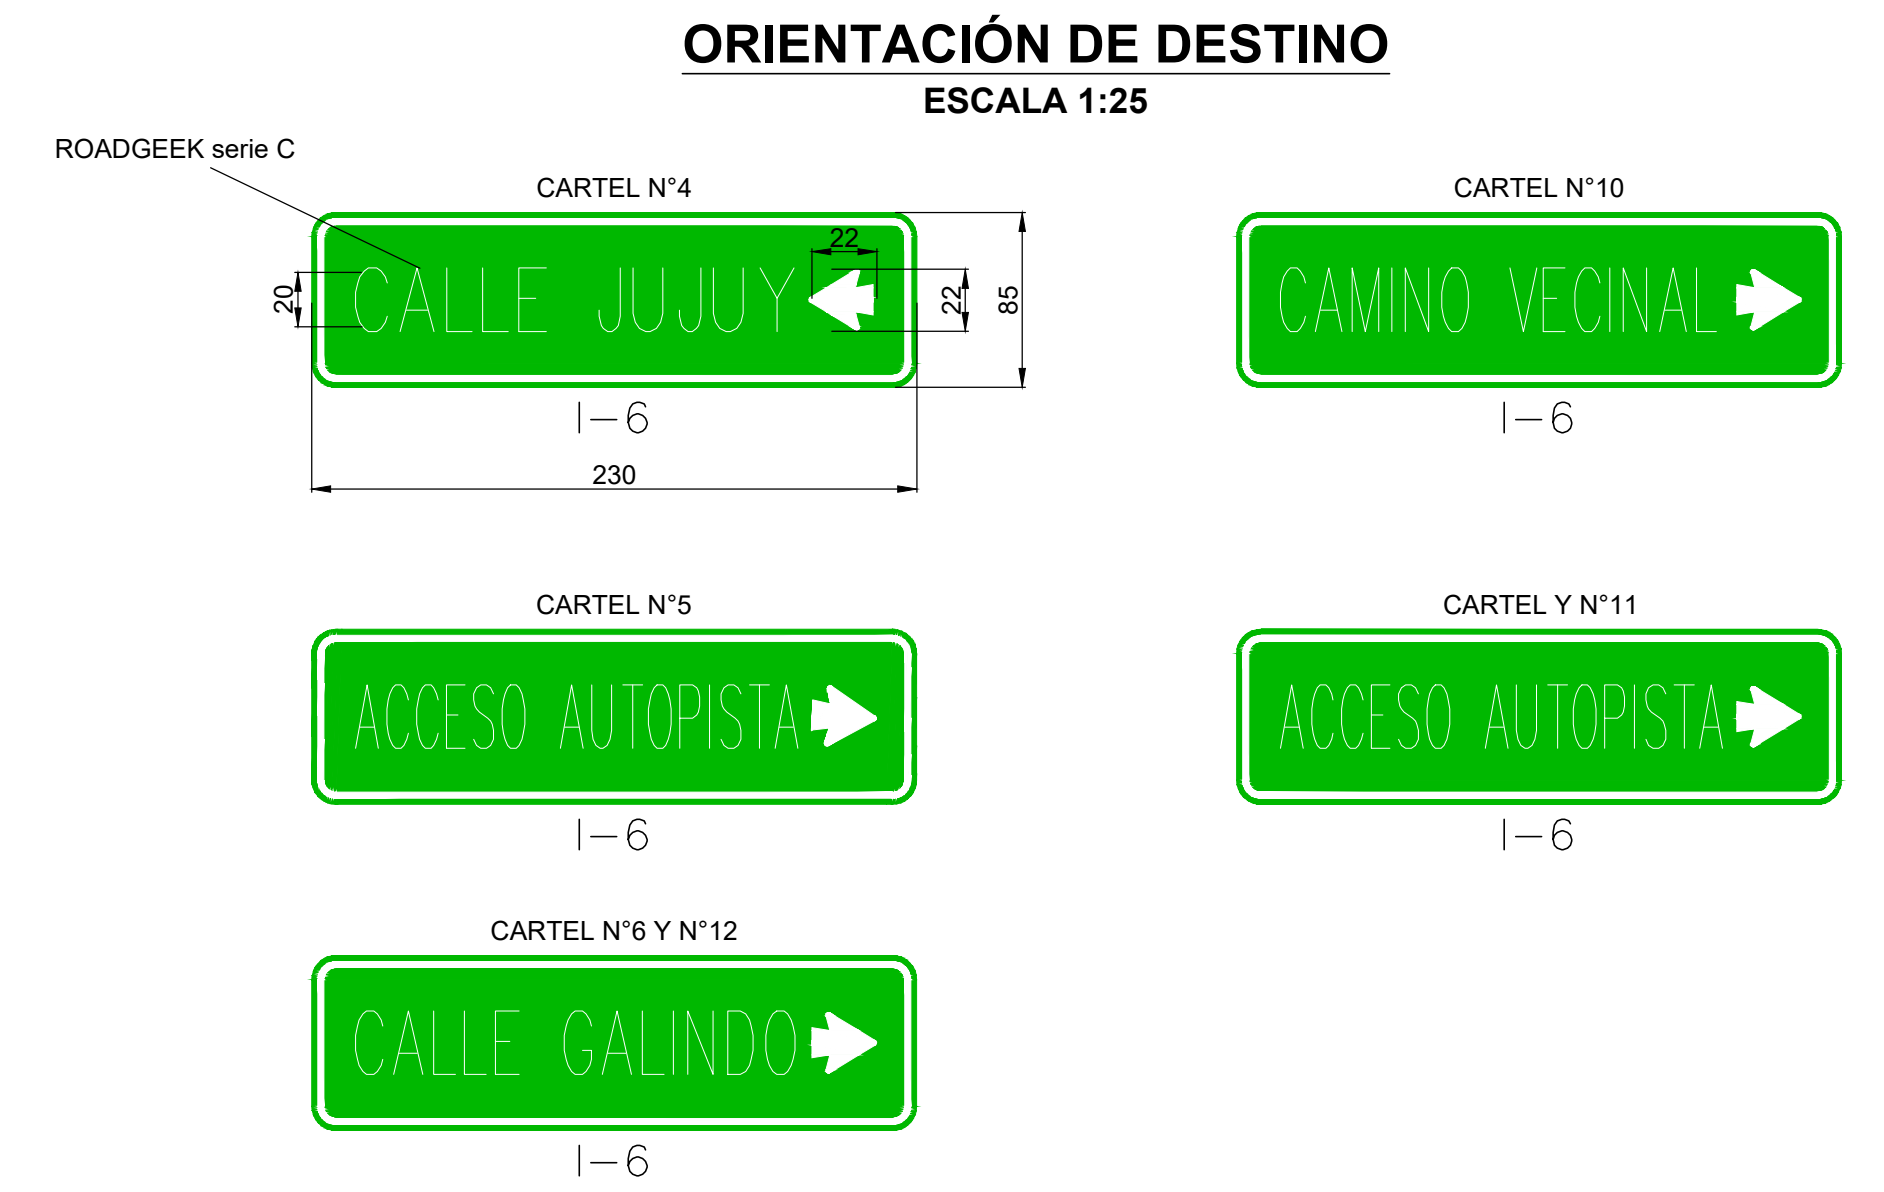 ORIENTACIÓN DE DESTINO
ESCALA 1:25
ROADGEEK serie C
CARTEL N°4
CALLE JUJUY
22
22
20
85
I-6
230
CARTEL N°10
CAMINO VECINAL
I-6
CARTEL N°5
ACCESO AUTOPISTA
I-6
CARTEL Y N°11
ACCESO AUTOPISTA
I-6
CARTEL N°6 Y N°12
CALLE GALINDO
I-6